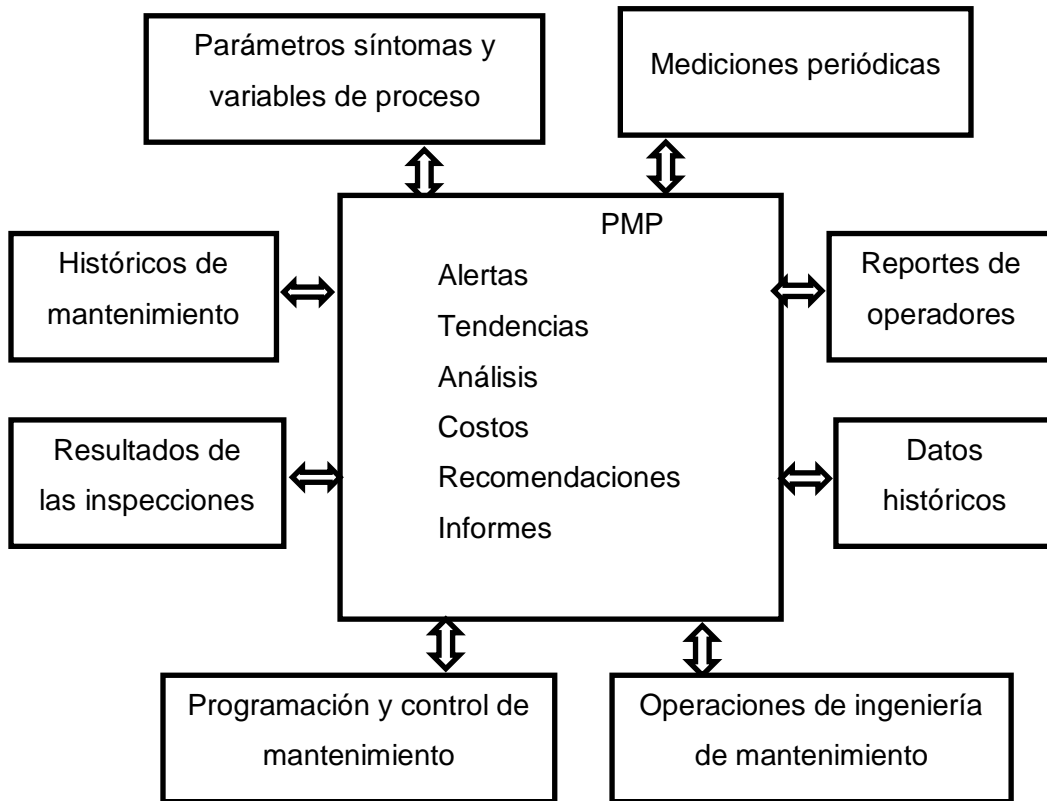 Parámetros síntomas y
variables de proceso
Mediciones periódicas
PMP
Históricos de
mantenimiento
Alertas
Tendencias
Análisis
Costos
Recomendaciones
Informes
Reportes de
operadores
Resultados de
las inspecciones
Datos
históricos
Programación y control de
mantenimiento
Operaciones de ingeniería
de mantenimiento